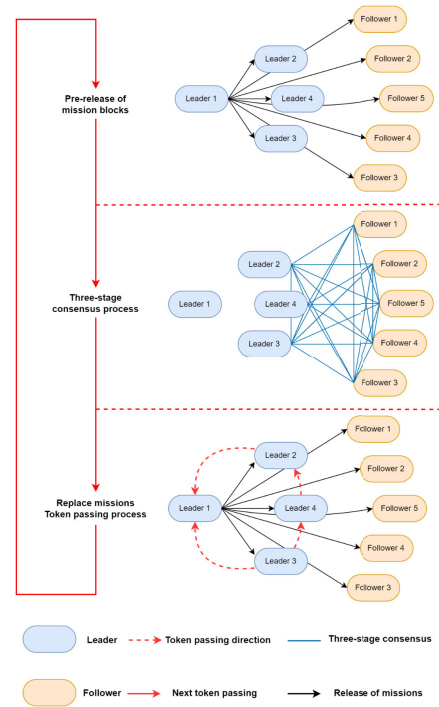 Follower 1
Leader 2
Follower 2
Pre-release of
mission blocks
Leader 1
Leader 4
Follower 5
Leader 3
Follower 4
Follower 3
Follower 1
Leader 2
Follower 2
Three-stage
consensus process
Leader 1
Leader 4
Follower 5
Leader 3
Follower 4
Follower 3
Follower 1
Leader 2
Follower 2
Replace missions
Token passing process
Leader 1
Leader 4
Follower 5
Follower 4
Leader 3
Follower 3
Leader
Token passing direction
Three-stage consensus
Follower
Next token passing
Release of missions